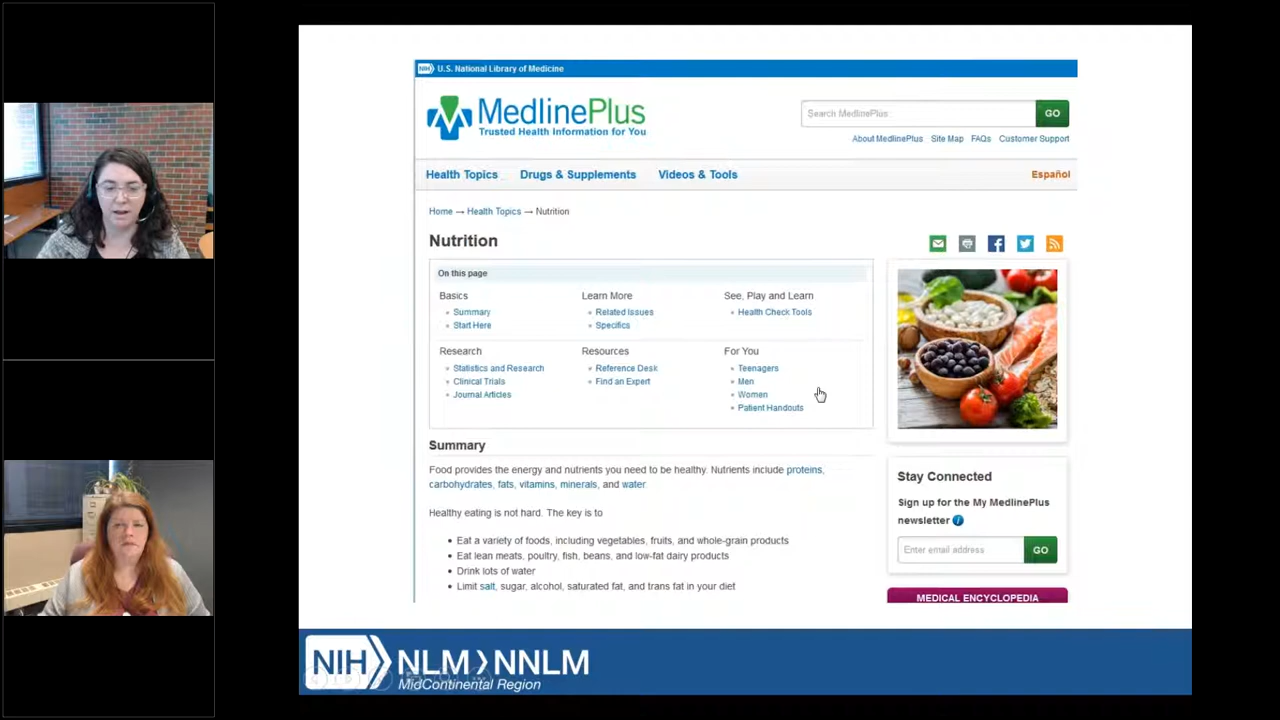 NIH U.S. National Library of Medicine
MedlinePlus
Trusted Health Information for You
Search MedlinePlus GO
About MedlinePlus Site Map FAQs Customer Support
Health Topics Drugs & Supplements Videos & Tools Español
Home → Health Topics → Nutrition
Nutrition
On this page
Basics Learn More See, Play and Learn
Summary Related Issues Health Check Tools
Start Here Specifics
Research Resources For You
Statistics and Research Reference Desk Teenagers
Clinical Trials Find an Expert Men
Journal Articles Women
Patient Handouts
Summary
Food provides the energy and nutrients you need to be healthy. Nutrients include proteins,
carbohydrates, fats, vitamins, minerals, and water.
Healthy eating is not hard. The key is to
• Eat a variety of foods, including vegetables, fruits, and whole-grain products
• Eat lean meats, poultry, fish, beans, and low-fat dairy products
• Drink lots of water
• Limit salt, sugar, alcohol, saturated fat, and trans fat in your diet
Stay Connected
Sign up for the My MedlinePlus
newsletter i
Enter email address GO
MEDICAL ENCYCLOPEDIA
NIH NLM NNLM
MidContinental Region